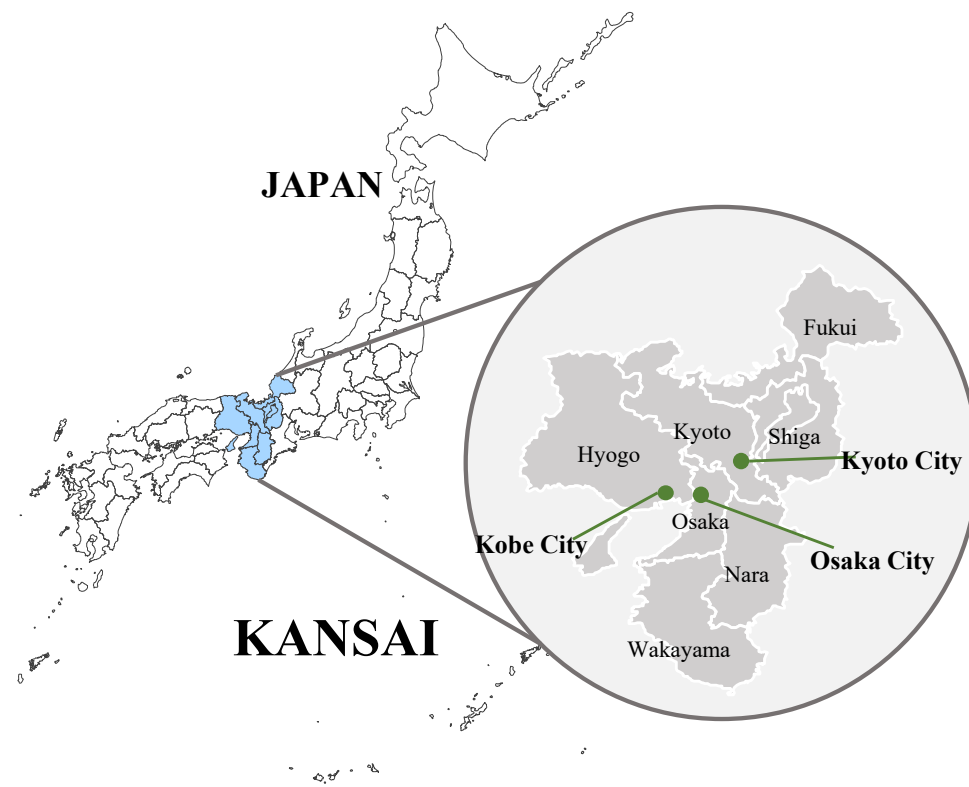 JAPAN
Fukui
Kyoto
Shiga
Hyogo
Kyoto City
Osaka
Kobe City
Osaka City
Nara
KANSAI
Wakayama